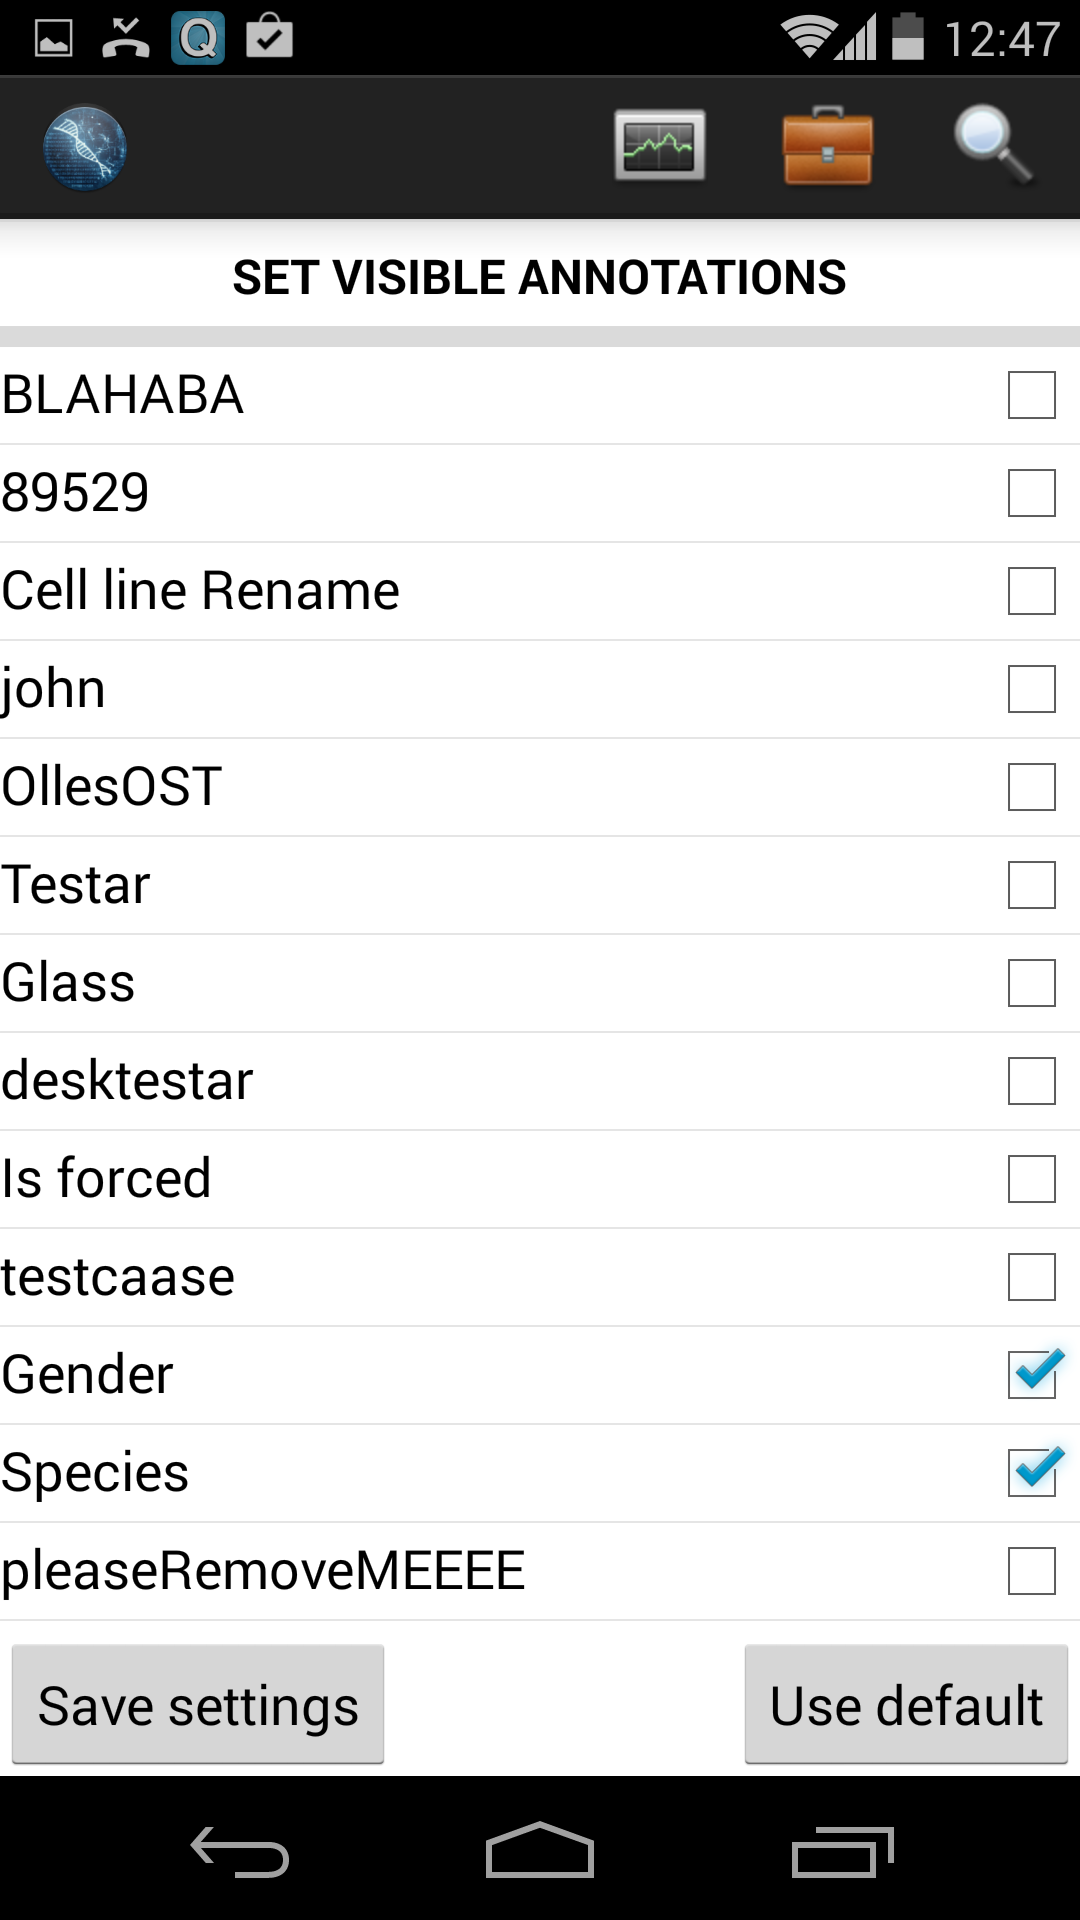 Q
12:47
SET VISIBLE ANNOTATIONS
BLAHABA
89529
Cell line Rename
john
OllesOST
Testar
Glass
desktestar
Is forced
testcaase
Gender
Species
pleaseRemoveMEEEE
Save settings
Use default